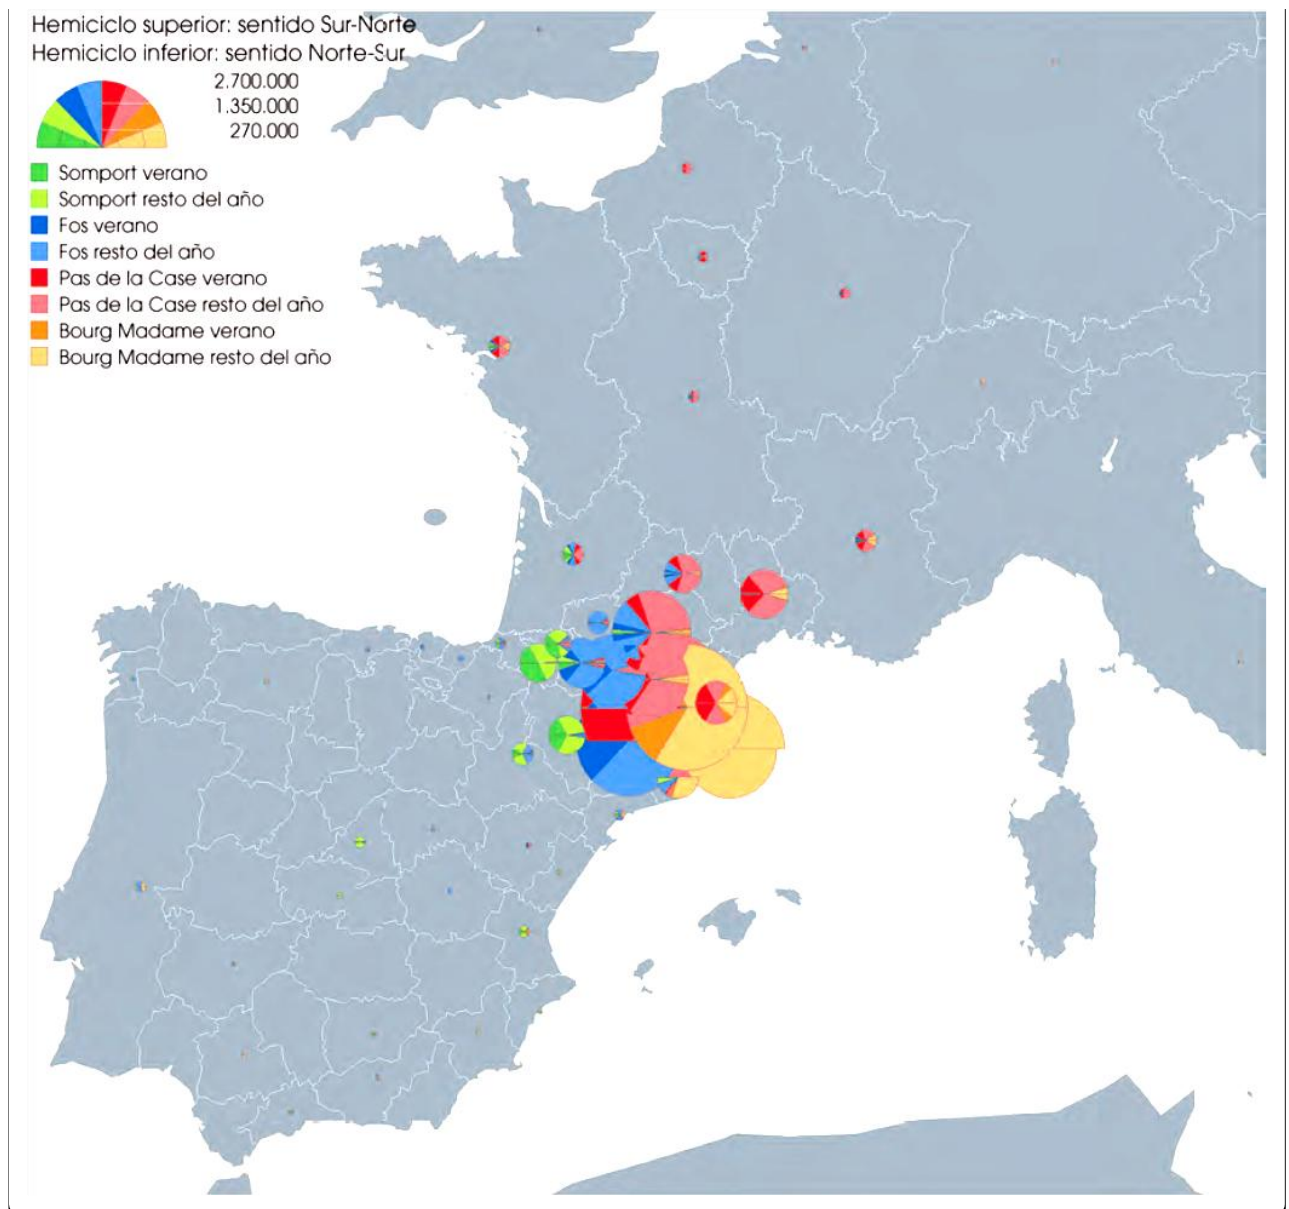 Hemiciclo superior: sentido Sur-Norte
Hemiciclo inferior: sentido Norte-Sur
2.700.000
1.350.000
270.000
Somport verano
Somport resto del año
Fos verano
Fos resto del año
Pas de la Case verano
Pas de la Case resto del año
Bourg Madame verano
Bourg Madame resto del año